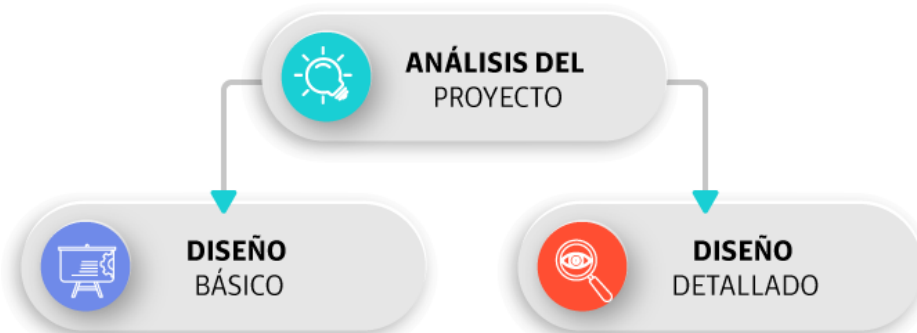 ANÁLISIS DEL
PROYECTO
DISEÑO
BÁSICO
DISEÑO
DETALLADO